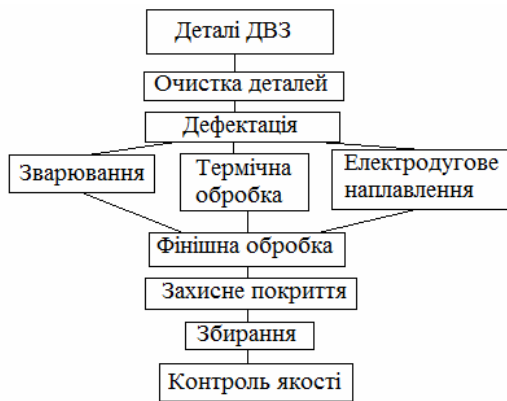 Деталі ДВЗ
Очистка деталей
Дефектація
Зварювання
Термічна
обробка
Електродугове
наплавлення
Фінішна обробка
Захисне покриття
Збирання
Контроль якості